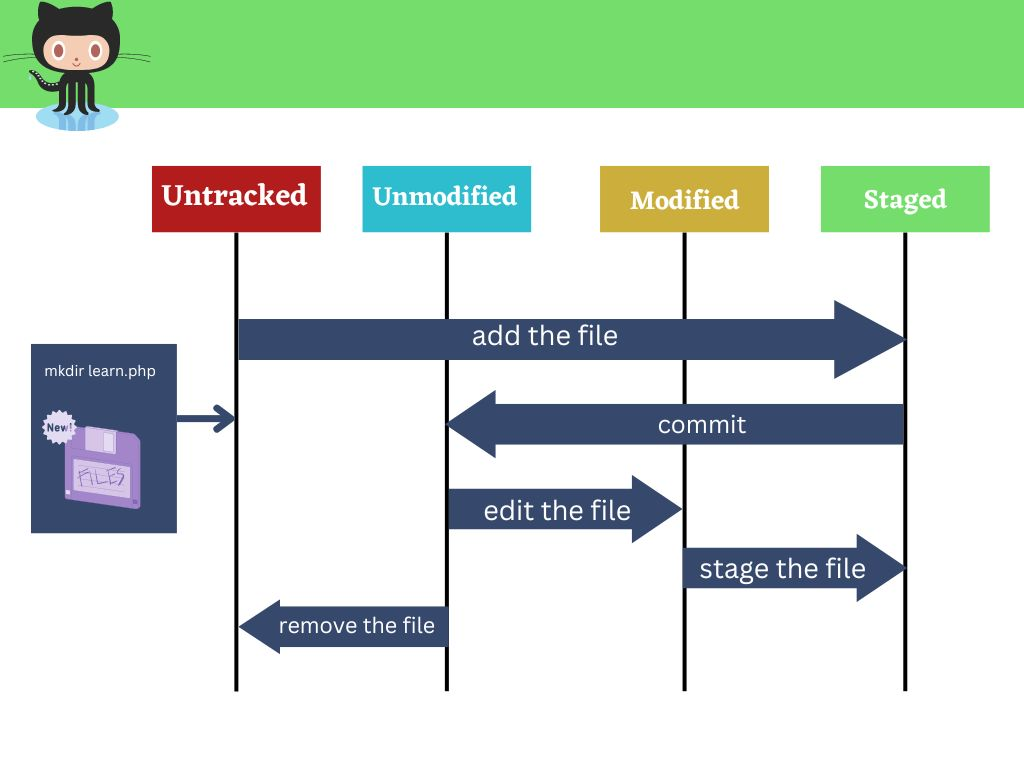 Untracked
Unmodified
Modified
Staged
add the file
mkdir learn.php
commit
New!
FILES
edit the file
stage the file
remove the file